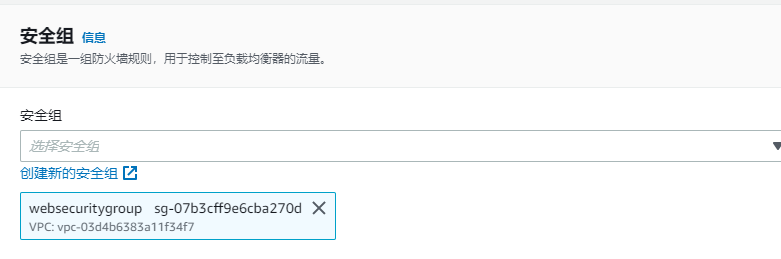 安全组 信息
安全组是一组防火墙规则，用于控制至负载均衡器的流量。
安全组
选择安全组
创建新的安全组
websecuritygroup sg-07b3cff9e6cba270d
VPC: vpc-03d4b6383a11f34f7